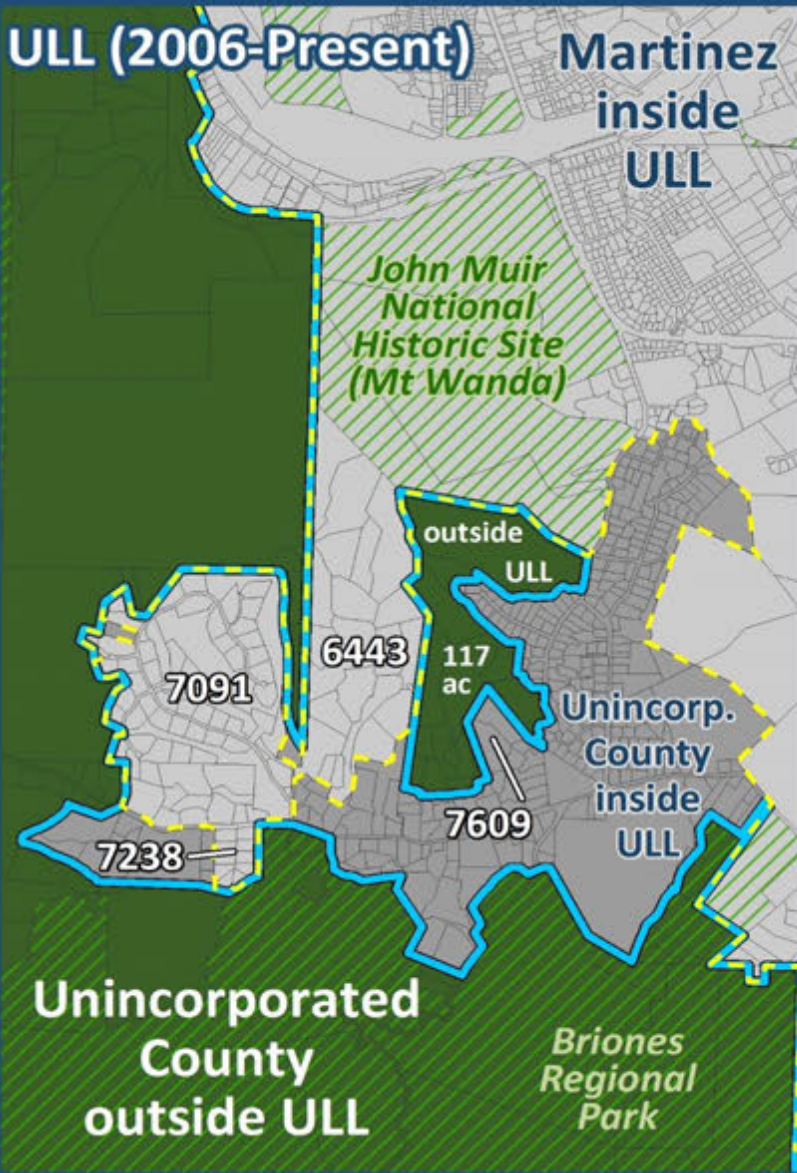 ULL (2006-Present)
Martinez
inside
ULL
John Muir
National
Historic Site
(Mt Wanda)
outside
ULL
6443
117
ac
7091
Unincorp.
County
inside
ULL
7609
7238
Unincorporated
County
outside ULL
Briones
Regional
Park